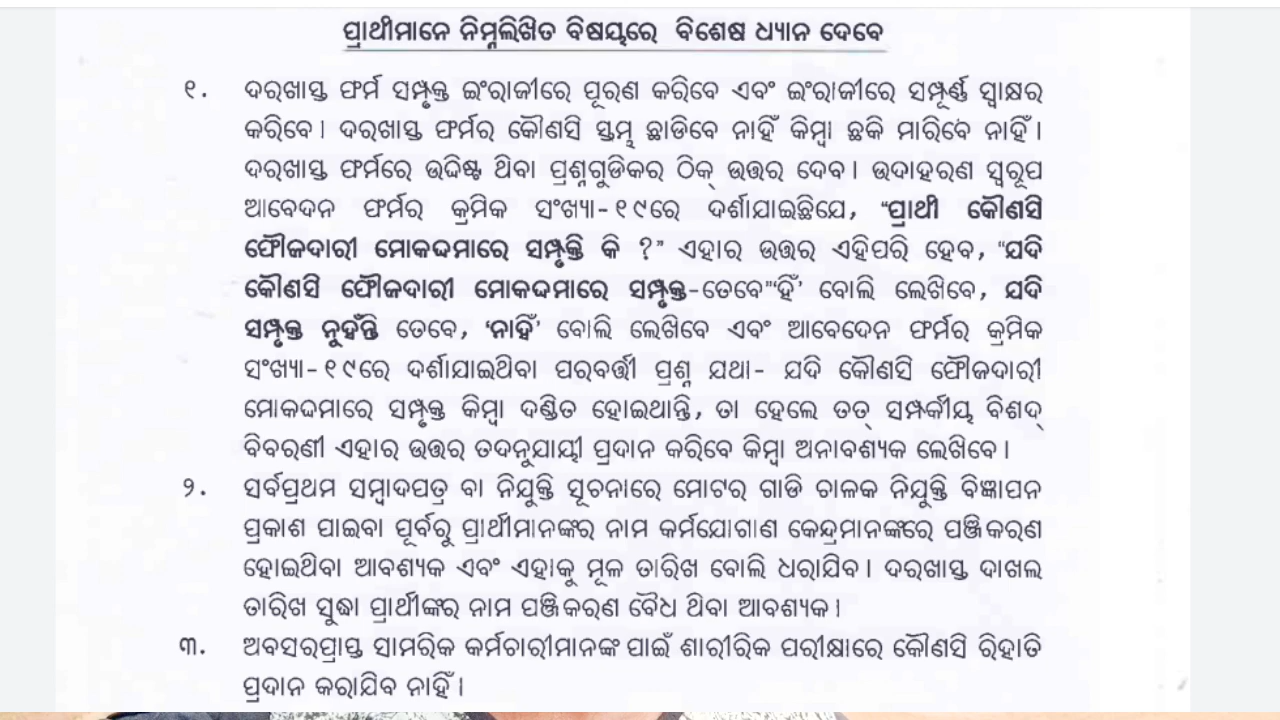 ପ୍ରାର୍ଥୀମାନେ ନିମ୍ନଲିଖିତ ବିଷୟରେ ବିଶେଷ ଧ୍ୟାନ ଦେବେ
୧. ଦରଖାସ୍ତ ଫର୍ମ ସମ୍ପୃକ୍ତ ଇଂରାଜୀରେ ପୂରଣ କରିବେ ଏବଂ ଇଂରାଜୀରେ ସମ୍ପୂର୍ଣ୍ଣ ସ୍ୱାକ୍ଷର
କରିବେ। ଦରଖାସ୍ତ ଫର୍ମର କୌଣସି ସ୍ତମ୍ଭ ଛାଡିବେ ନାହିଁ କିମ୍ବା ଛକି ମାରିବେ ନାହିଁ।
ଦରଖାସ୍ତ ଫର୍ମରେ ଉଦ୍ଦିଷ୍ଟ ଥିବା ପ୍ରଶ୍ନଗୁଡିକର ଠିକ୍ ଉତ୍ତର ଦେବ। ଉଦାହରଣ ସ୍ୱରୂପ
ଆବେଦନ ଫର୍ମର କ୍ରମିକ ସଂଖ୍ୟା-୧୯ରେ ଦର୍ଶାଯାଇଛିଯେ, “ପ୍ରାର୍ଥୀ କୌଣସି
ଫୌଜଦାରୀ ମୋକଦ୍ଦମାରେ ସମ୍ପୃକ୍ତି କି ?” ଏହାର ଉତ୍ତର ଏହିପରି ହେବ, “ଯଦି
କୌଣସି ଫୌଜଦାରୀ ମୋକଦ୍ଦମାରେ ସମ୍ପୃକ୍ତ-ତେବେ”‘ହିଁ’ ବୋଲି ଲେଖିବେ, ଯଦି
ସମ୍ପୃକ୍ତ ନୁହଁନ୍ତି ତେବେ, ‘ନାହିଁ’ ବୋଲି ଲେଖିବେ ଏବଂ ଆବେଦେନ ଫର୍ମର କ୍ରମିକ
ସଂଖ୍ୟା-୧୯ରେ ଦର୍ଶାଯାଇଥିବା ପରବର୍ତ୍ତୀ ପ୍ରଶ୍ନ ଯଥା- ଯଦି କୌଣସି ଫୌଜଦାରୀ
ମୋକଦ୍ଦମାରେ ସମ୍ପୃକ୍ତ କିମ୍ବା ଦଣ୍ଡିତ ହୋଇଥାନ୍ତି, ତା ହେଲେ ତତ୍ ସମ୍ପର୍କୀୟ ବିଶଦ୍
ବିବରଣୀ ଏହାର ଉତ୍ତର ତଦନୁଯାୟୀ ପ୍ରଦାନ କରିବେ କିମ୍ବା ଅନାବଶ୍ୟକ ଲେଖିବେ।
୨. ସର୍ବପ୍ରଥମ ସମ୍ବାଦପତ୍ର ବା ନିଯୁକ୍ତି ସୂଚନାରେ ମୋଟର ଗାଡି ଚାଳକ ନିଯୁକ୍ତି ବିଜ୍ଞାପନ
ପ୍ରକାଶ ପାଇବା ପୂର୍ବରୁ ପ୍ରାର୍ଥୀମାନଙ୍କର ନାମ କର୍ମଯୋଗାଣ କେନ୍ଦ୍ରମାନଙ୍କରେ ପଞ୍ଜିକରଣ
ହୋଇଥିବା ଆବଶ୍ୟକ ଏବଂ ଏହାକୁ ମୂଳ ତାରିଖ ବୋଲି ଧରାଯିବ। ଦରଖାସ୍ତ ଦାଖଲ
ତାରିଖ ସୁଦ୍ଧା ପ୍ରାର୍ଥୀଙ୍କର ନାମ ପଞ୍ଜିକରଣ ବୈଧ ଥିବା ଆବଶ୍ୟକ।
୩. ଅବସରପ୍ରାପ୍ତ ସାମରିକ କର୍ମଚାରୀମାନଙ୍କ ପାଇଁ ଶାରୀରିକ ପରୀକ୍ଷାରେ କୌଣସି ରିହାତି
ପ୍ରଦାନ କରାଯିବ ନାହିଁ।